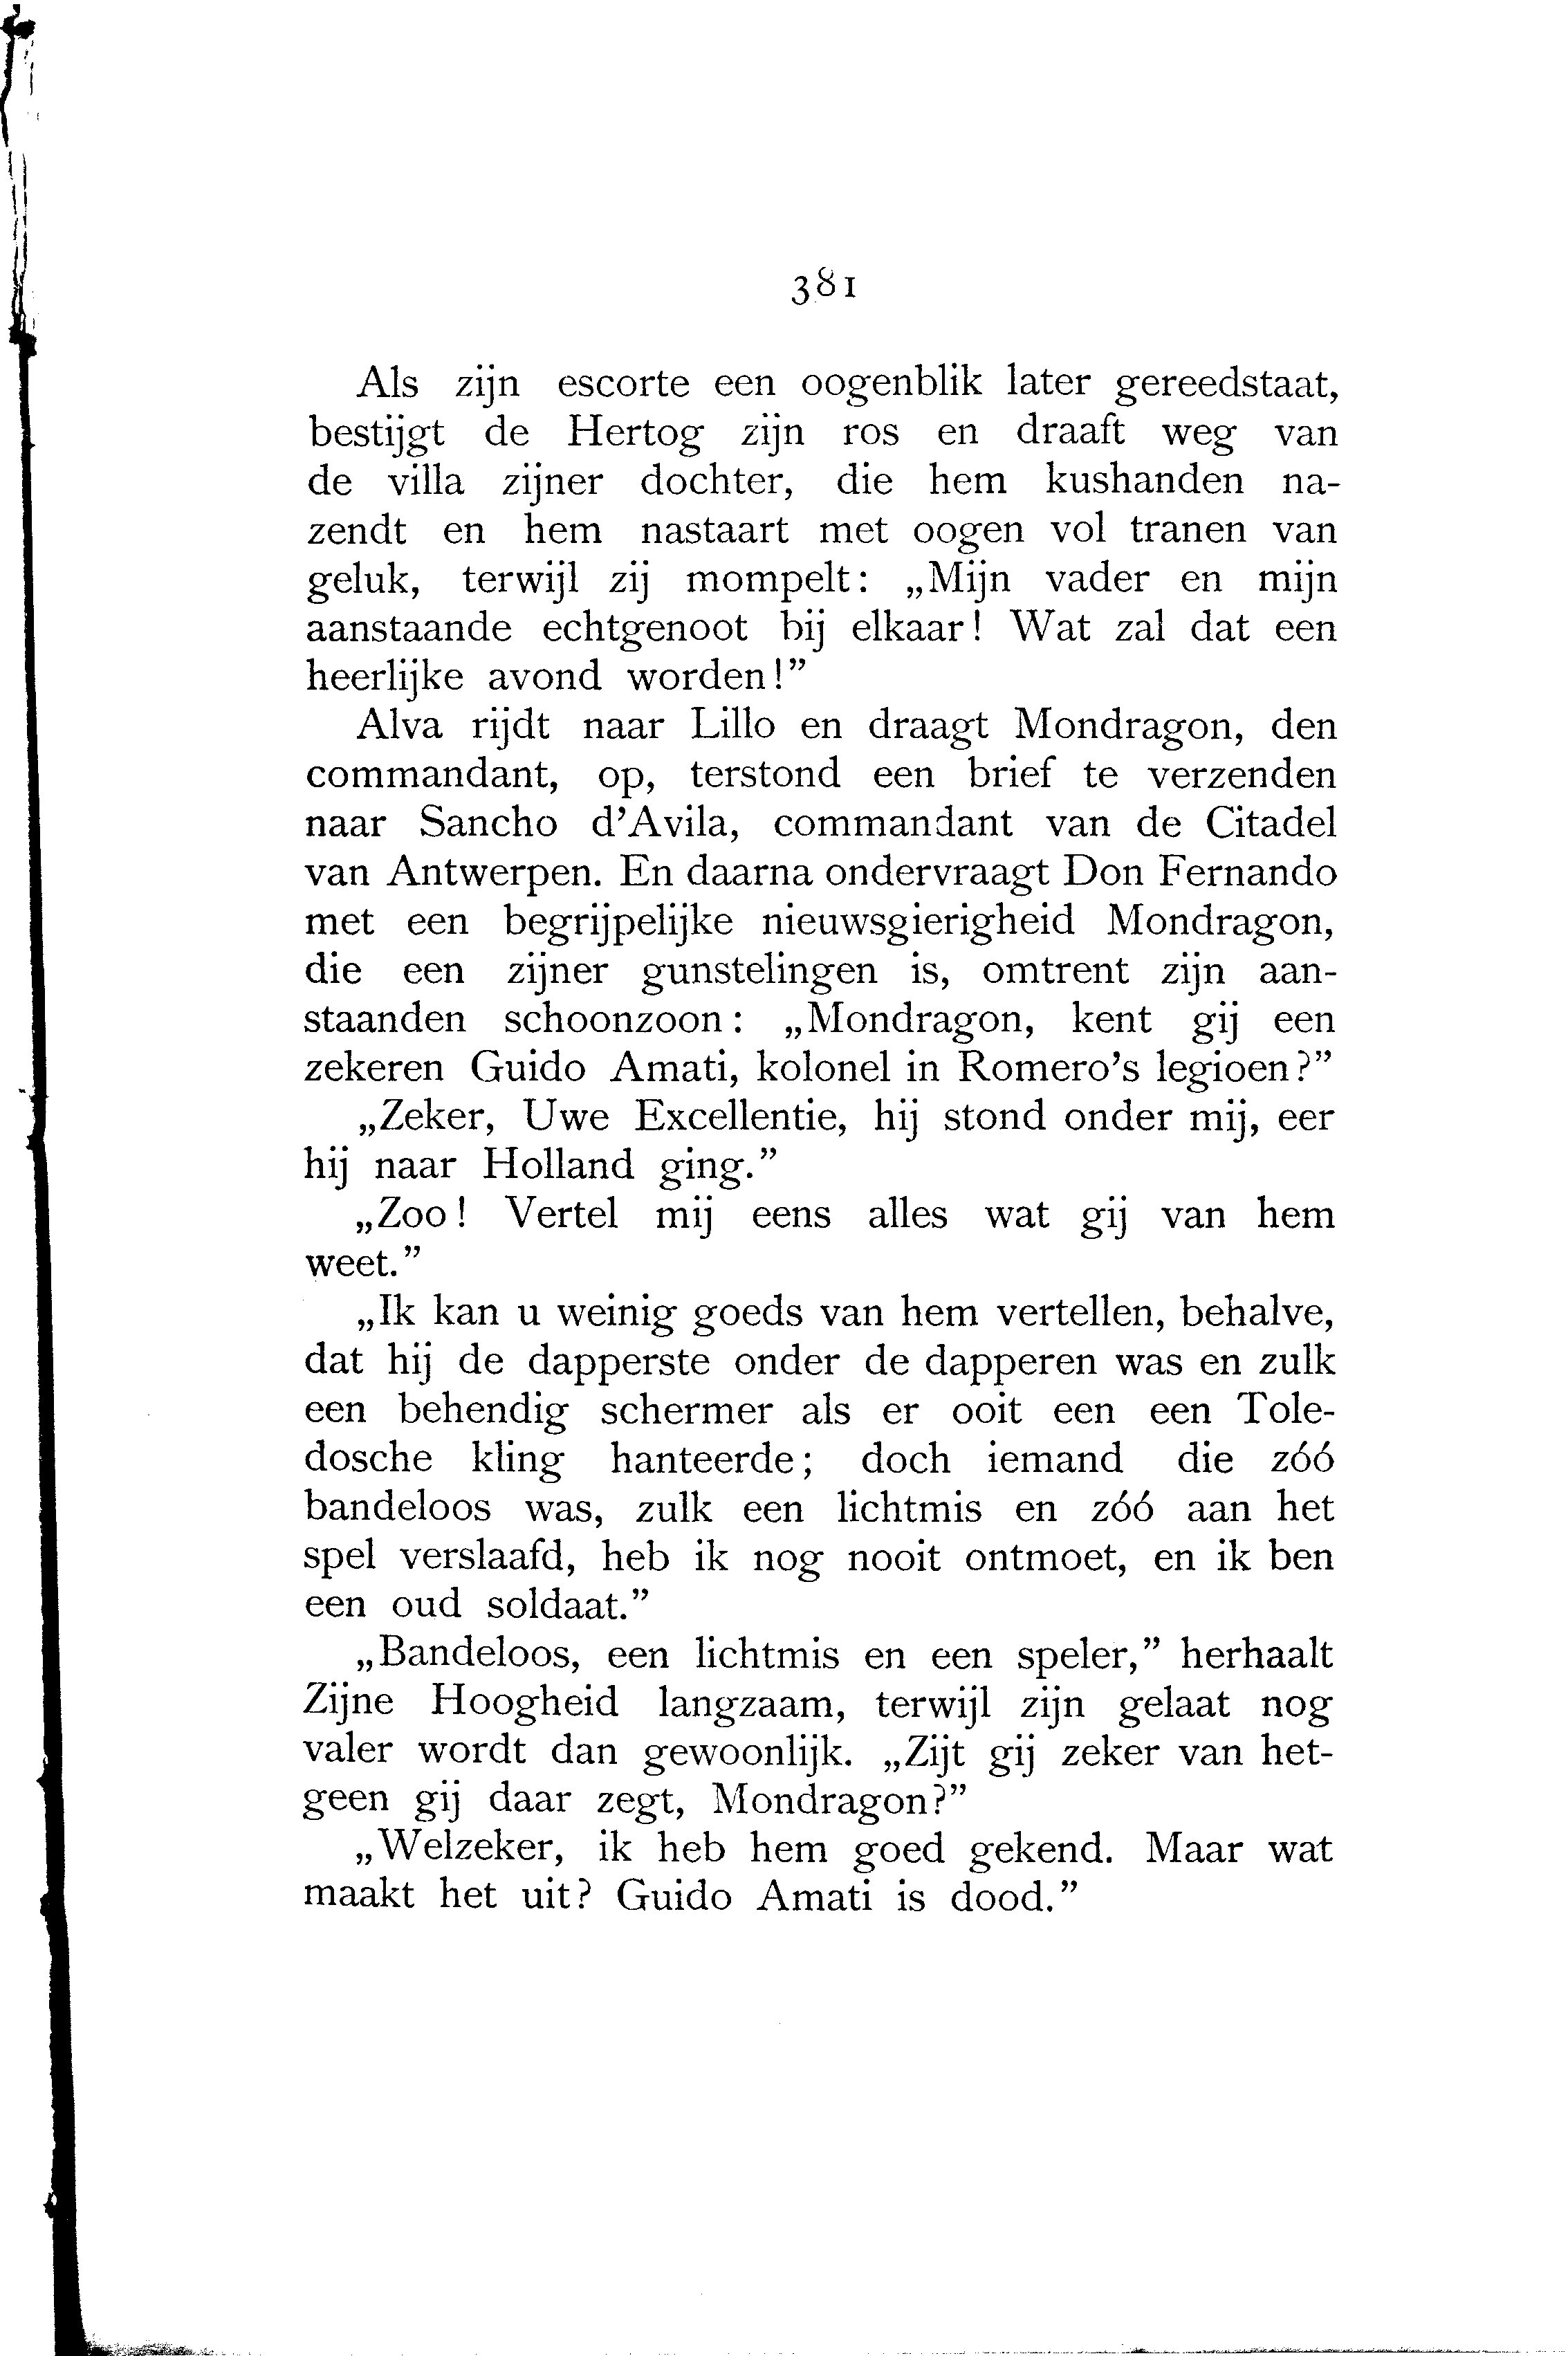 381
Als zijn escorte een oogenblik later gereedstaat,
bestijgt de Hertog zijn ros en draaft weg van
de villa zijner dochter, die hem kushanden na-
zendt en hem nastaart met oogen vol tranen van
geluk, terwijl zij mompelt: „Mijn vader en mijn
aanstaande echtgenoot bij elkaar! Wat zal dat een
heerlijke avond worden!”
Alva rijdt naar Lillo en draagt Mondragon, den
commandant, op, terstond een brief te verzenden
naar Sancho d’Avila, commandant van de Citadel
van Antwerpen. En daarna ondervraagt Don Fernando
met een begrijpelijke nieuwsgierigheid Mondragon,
die een zijner gunstelingen is, omtrent zijn aan-
staanden schoonzoon: „Mondragon, kent gij een
zekeren Guido Amati, kolonel in Romero’s legioen?”
„Zeker, Uwe Excellentie, hij stond onder mij, eer
hij naar Holland ging.”
„Zoo! Vertel mij eens alles wat gij van hem
weet.”
„Ik kan u weinig goeds van hem vertellen, behalve,
dat hij de dapperste onder de dapperen was en zulk
een behendig schermer als er ooit een een Tole-
dosche kling hanteerde; doch iemand die zóó
bandeloos was, zulk een lichtmis en zóó aan het
spel verslaafd, heb ik nog nooit ontmoet, en ik ben
een oud soldaat.”
„Bandeloos, een lichtmis en een speler,” herhaalt
Zijne Hoogheid langzaam, terwijl zijn gelaat nog
valer wordt dan gewoonlijk. „Zijt gij zeker van het-
geen gij daar zegt, Mondragon?”
„Welzeker, ik heb hem goed gekend. Maar wat
maakt het uit? Guido Amati is dood.”